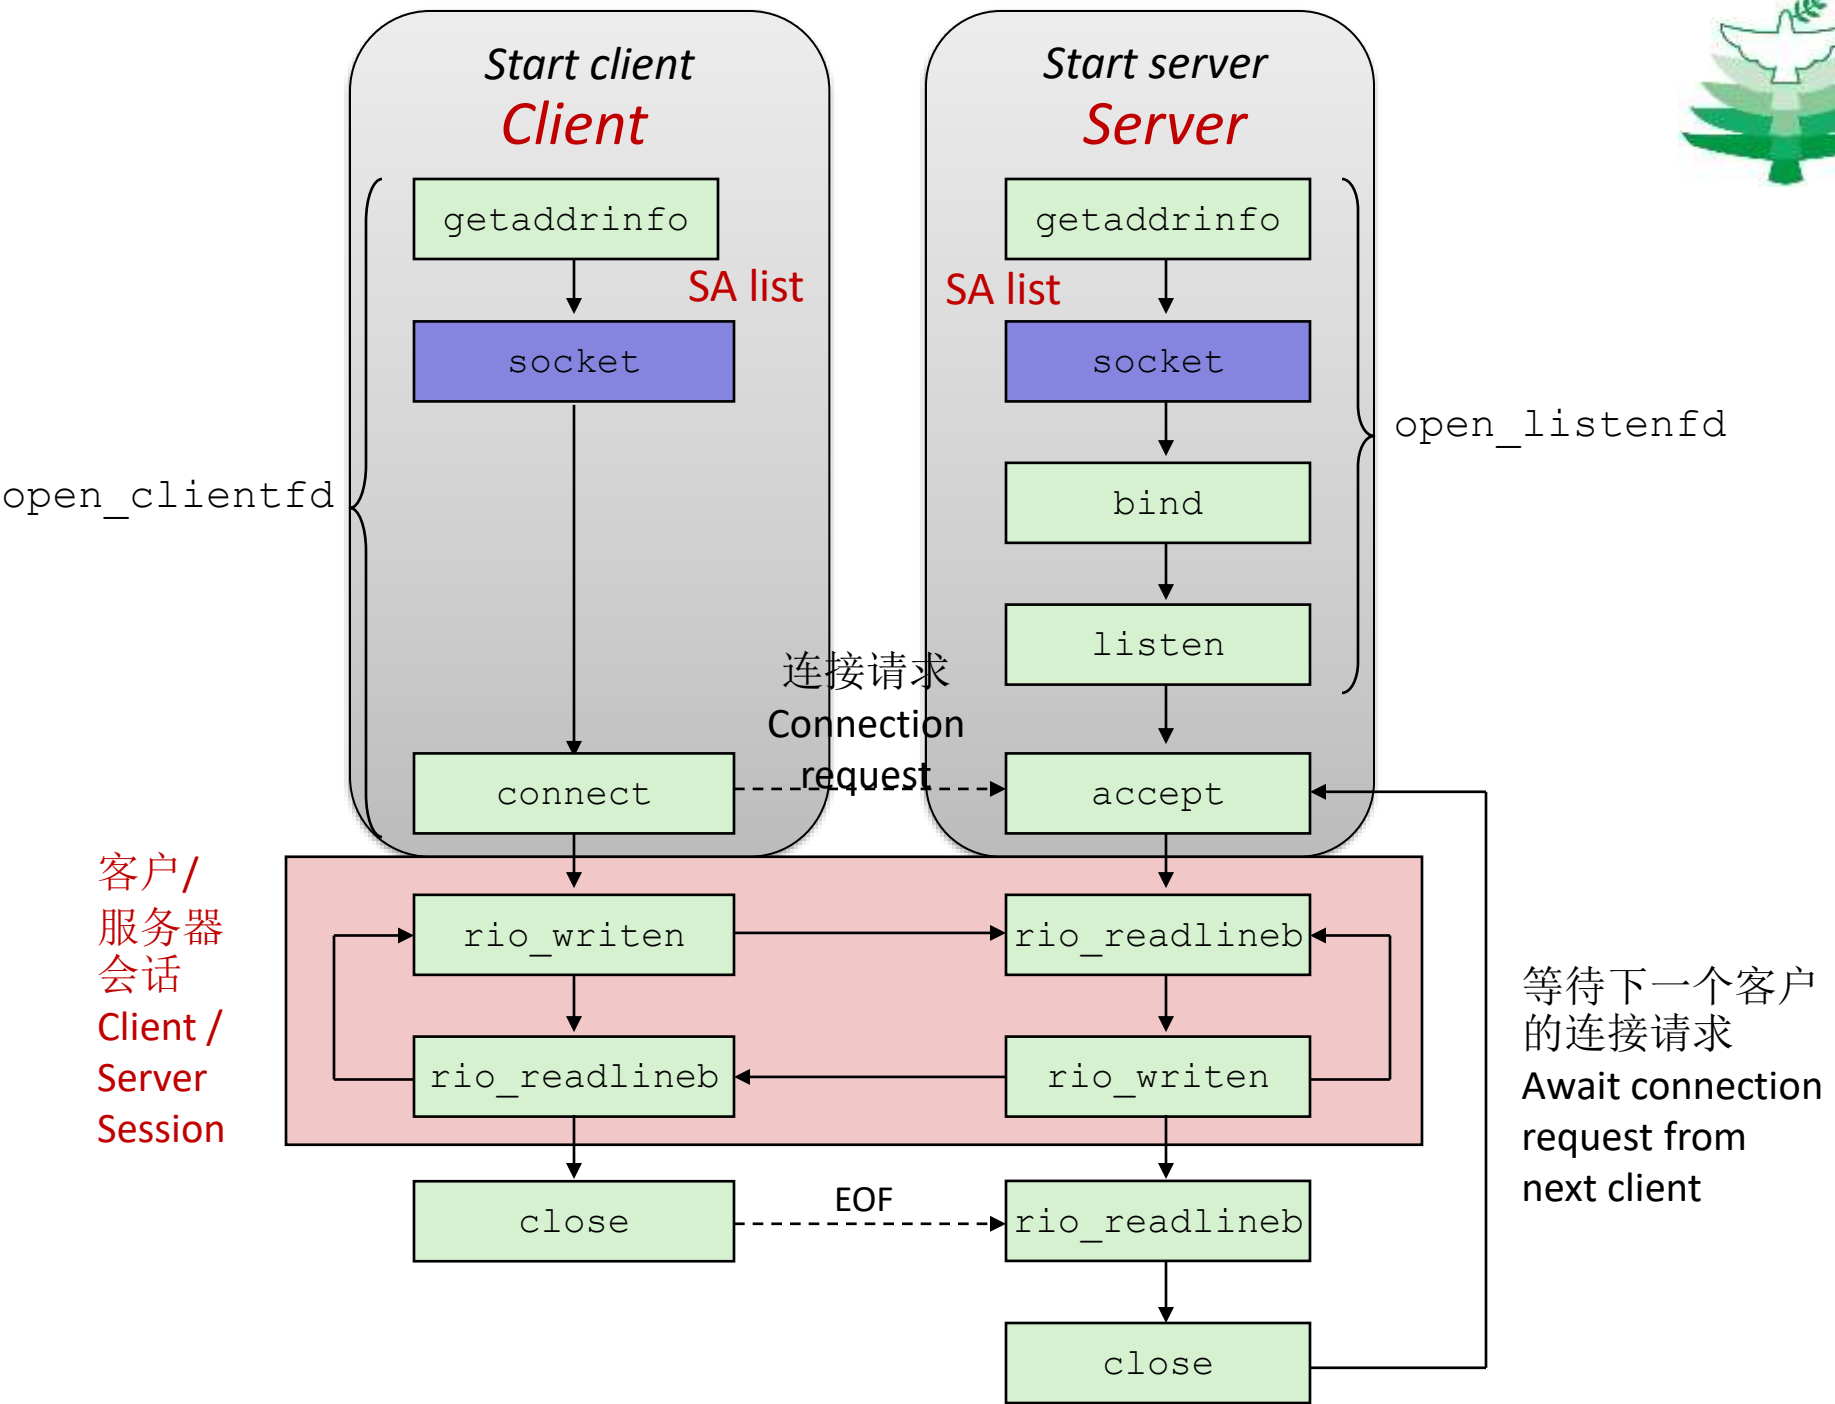 Start client
Client
getaddrinfo
SA list
socket
open_clientfd
connect
Start server
Server
getaddrinfo
SA list
socket
bind
listen
open_listenfd
连接请求
Connection
request
accept
客户/
服务器
会话
Client /
Server
Session
rio_writen
rio_readlineb
rio_readlineb
rio_writen
close
EOF
rio_readlineb
close
等待下一个客户
的连接请求
Await connection
request from
next client